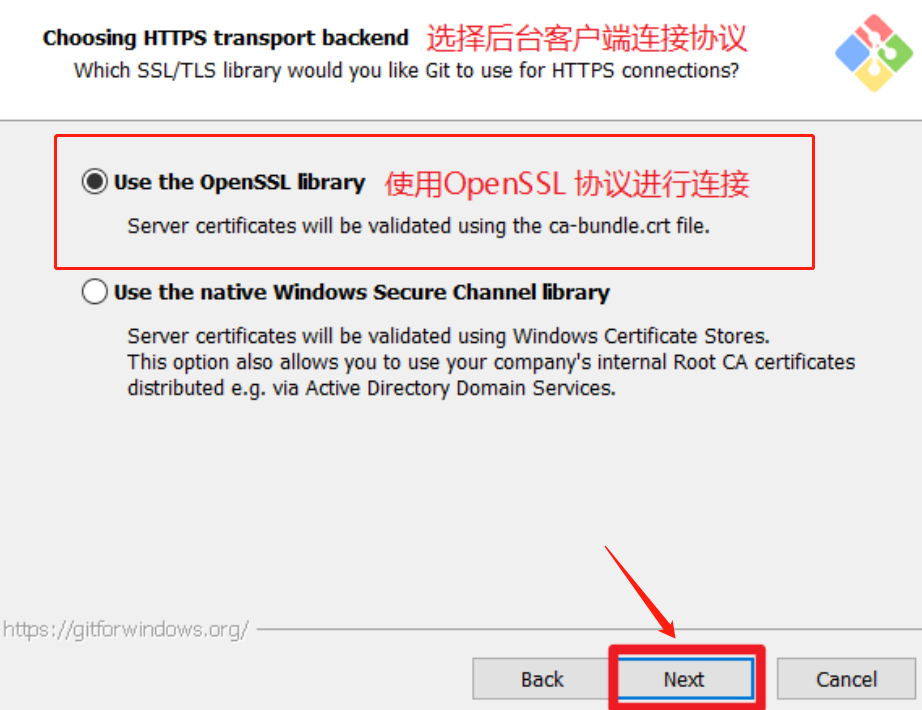 Choosing HTTPS transport backend 选择后台客户端连接协议
Which SSL/TLS library would you like Git to use for HTTPS connections?
Use the OpenSSL library 使用OpenSSL 协议进行连接
Server certificates will be validated using the ca-bundle.crt file.
Use the native Windows Secure Channel library
Server certificates will be validated using Windows Certificate Stores.
This option also allows you to use your company's internal Root CA certificates
distributed e.g. via Active Directory Domain Services.
https://gitforwindows.org/
Back Next Cancel